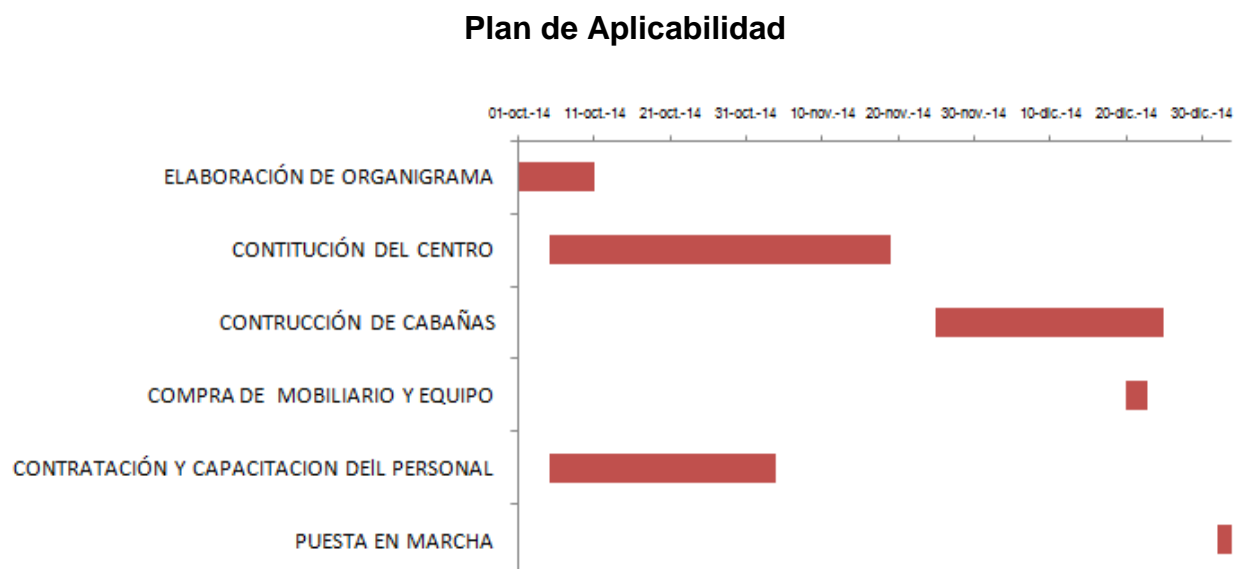 Plan de Aplicabilidad
01-oct.-14 11-oct.-14 21-oct.-14 31-oct.-14 10-nov.-14 20-nov.-14 30-nov.-14 10-dic.-14 20-dic.-14 30-dic.-14
ELABORACIÓN DE ORGANIGRAMA
CONTITUCIÓN DEL CENTRO
CONTRUCCIÓN DE CABAÑAS
COMPRA DE MOBILIARIO Y EQUIPO
CONTRATACIÓN Y CAPACITACION DElL PERSONAL
PUESTA EN MARCHA